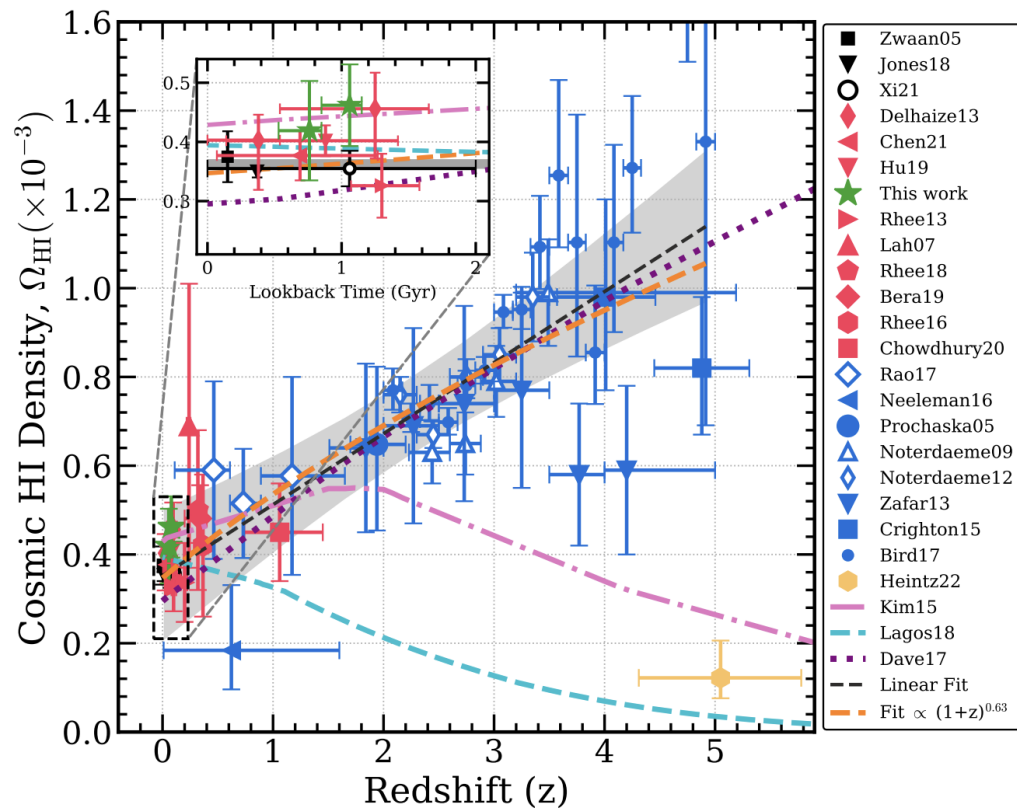 Cosmic HI Density, Ω_HI(×10⁻³)
1.6
1.4
1.2
1.0
0.8
0.6
0.4
0.2
0.0
0 1 2 3 4 5
Redshift (z)
0.5
0.4
0.3
0 1 2
Lookback Time (Gyr)
Zwaan05
Jones18
Xi21
Delhaize13
Chen21
Hu19
This work
Rhee13
Lah07
Rhee18
Bera19
Rhee16
Chowdhury20
Rao17
Neeleman16
Prochaska05
Noterdaeme09
Noterdaeme12
Zafar13
Crighton15
Bird17
Heintz22
Kim15
Lagos18
Dave17
Linear Fit
Fit ∝ (1+z)^0.63